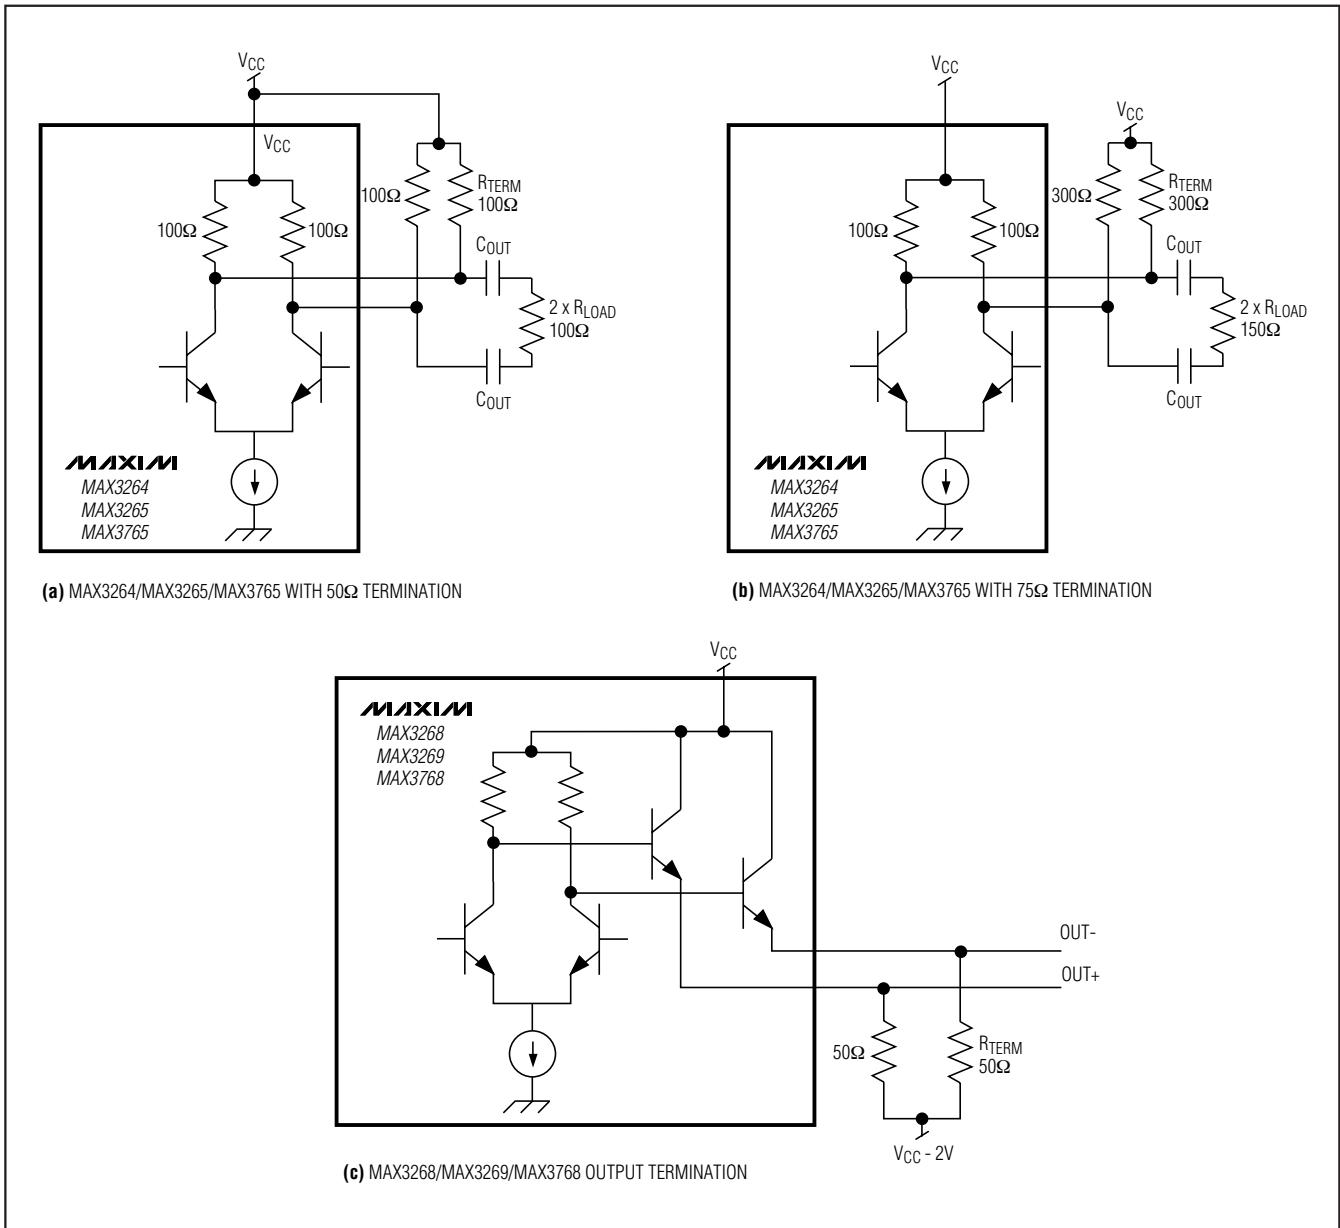 VCC
VCC
100Ω
100Ω
100Ω
RTERM
100Ω
COUT
2 x RLOAD
100Ω
COUT
MAXIM
MAX3264
MAX3265
MAX3765
(a) MAX3264/MAX3265/MAX3765 WITH 50Ω TERMINATION
VCC
VCC
100Ω
100Ω
300Ω
RTERM
300Ω
COUT
2 x RLOAD
150Ω
COUT
MAXIM
MAX3264
MAX3265
MAX3765
(b) MAX3264/MAX3265/MAX3765 WITH 75Ω TERMINATION
VCC
MAXIM
MAX3268
MAX3269
MAX3768
OUT-
OUT+
50Ω
RTERM
50Ω
VCC - 2V
(c) MAX3268/MAX3269/MAX3768 OUTPUT TERMINATION